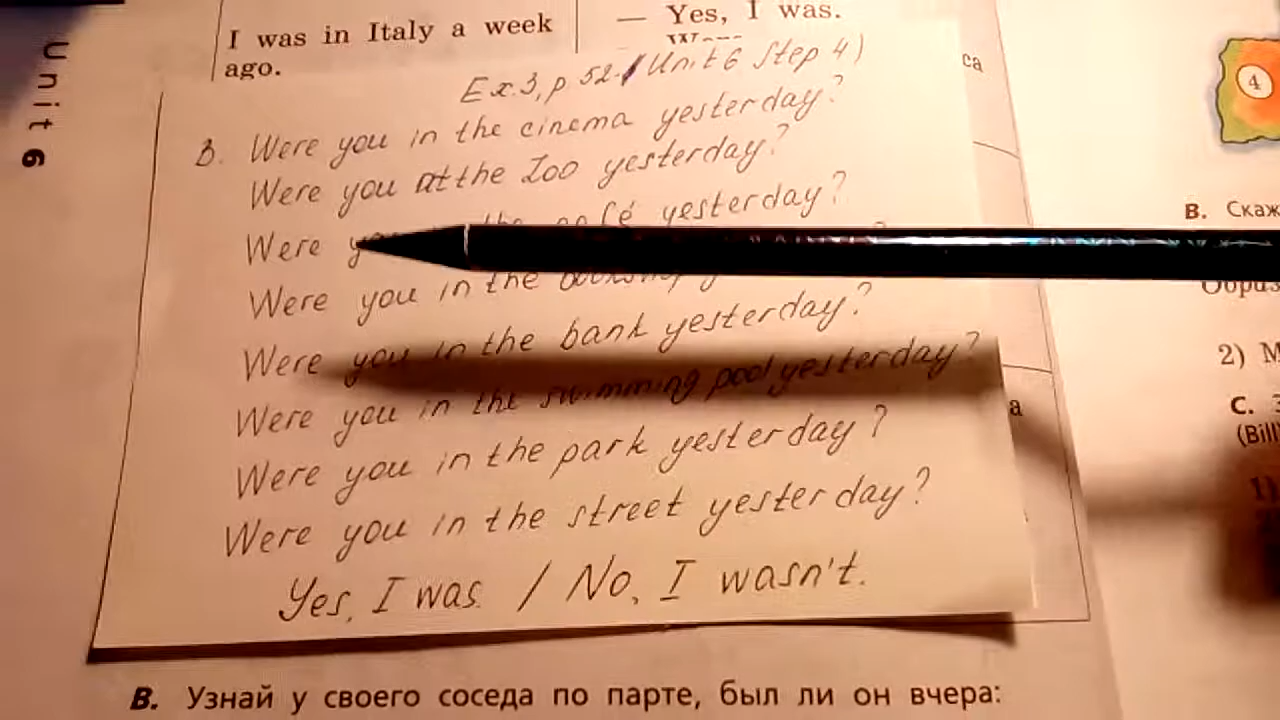 Unit 6
I was in Italy a week
ago.
— Yes, I was.
Ex. 3, p 52. (Unit 6 Step 4)
са
4
3. Were you in the cinema yesterday?
Were you at the Zoo yesterday?
Were the café yesterday?
Were you in the
Were you in the bank yesterday?
Were you in the swimming pool yesterday?
Were you in the park yesterday?
Were you in the street yesterday?
Yes, I was. / No, I wasn't.
а
В. Скаж
2) М
С.
(Bill
1)
В. Узнай у своего соседа по парте, был ли он вчера: